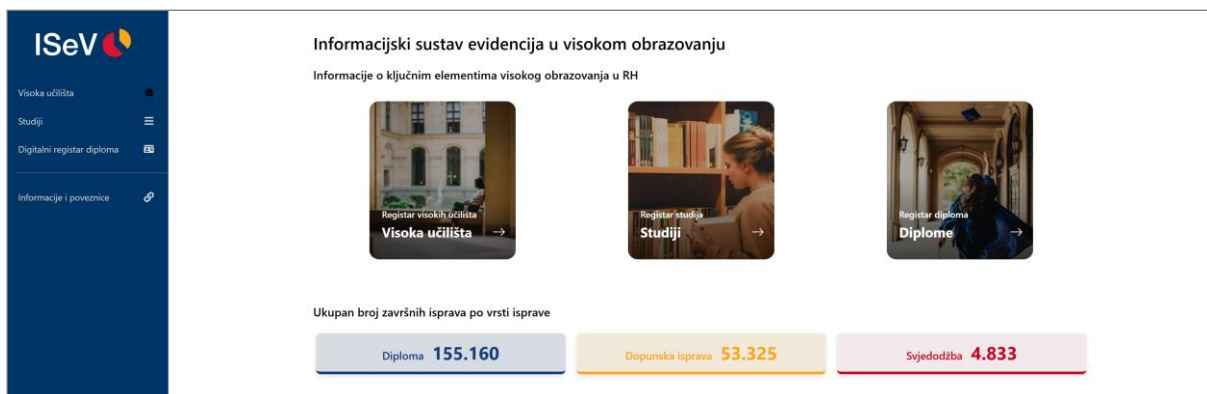 ISeV
Visoka učilišta
Studiji
Digitalni registar diploma
Informacije i poveznice
Informacijski sustav evidencija u visokom obrazovanju
Informacije o ključnim elementima visokog obrazovanja u RH
Registar visokih učilišta
Visoka učilišta →
Registar studija
Studiji →
Registar diploma
Diplome →
Ukupan broj završnih isprava po vrsti isprave
Diploma 155.160
Dopunska isprava 53.325
Svjedodžba 4.833